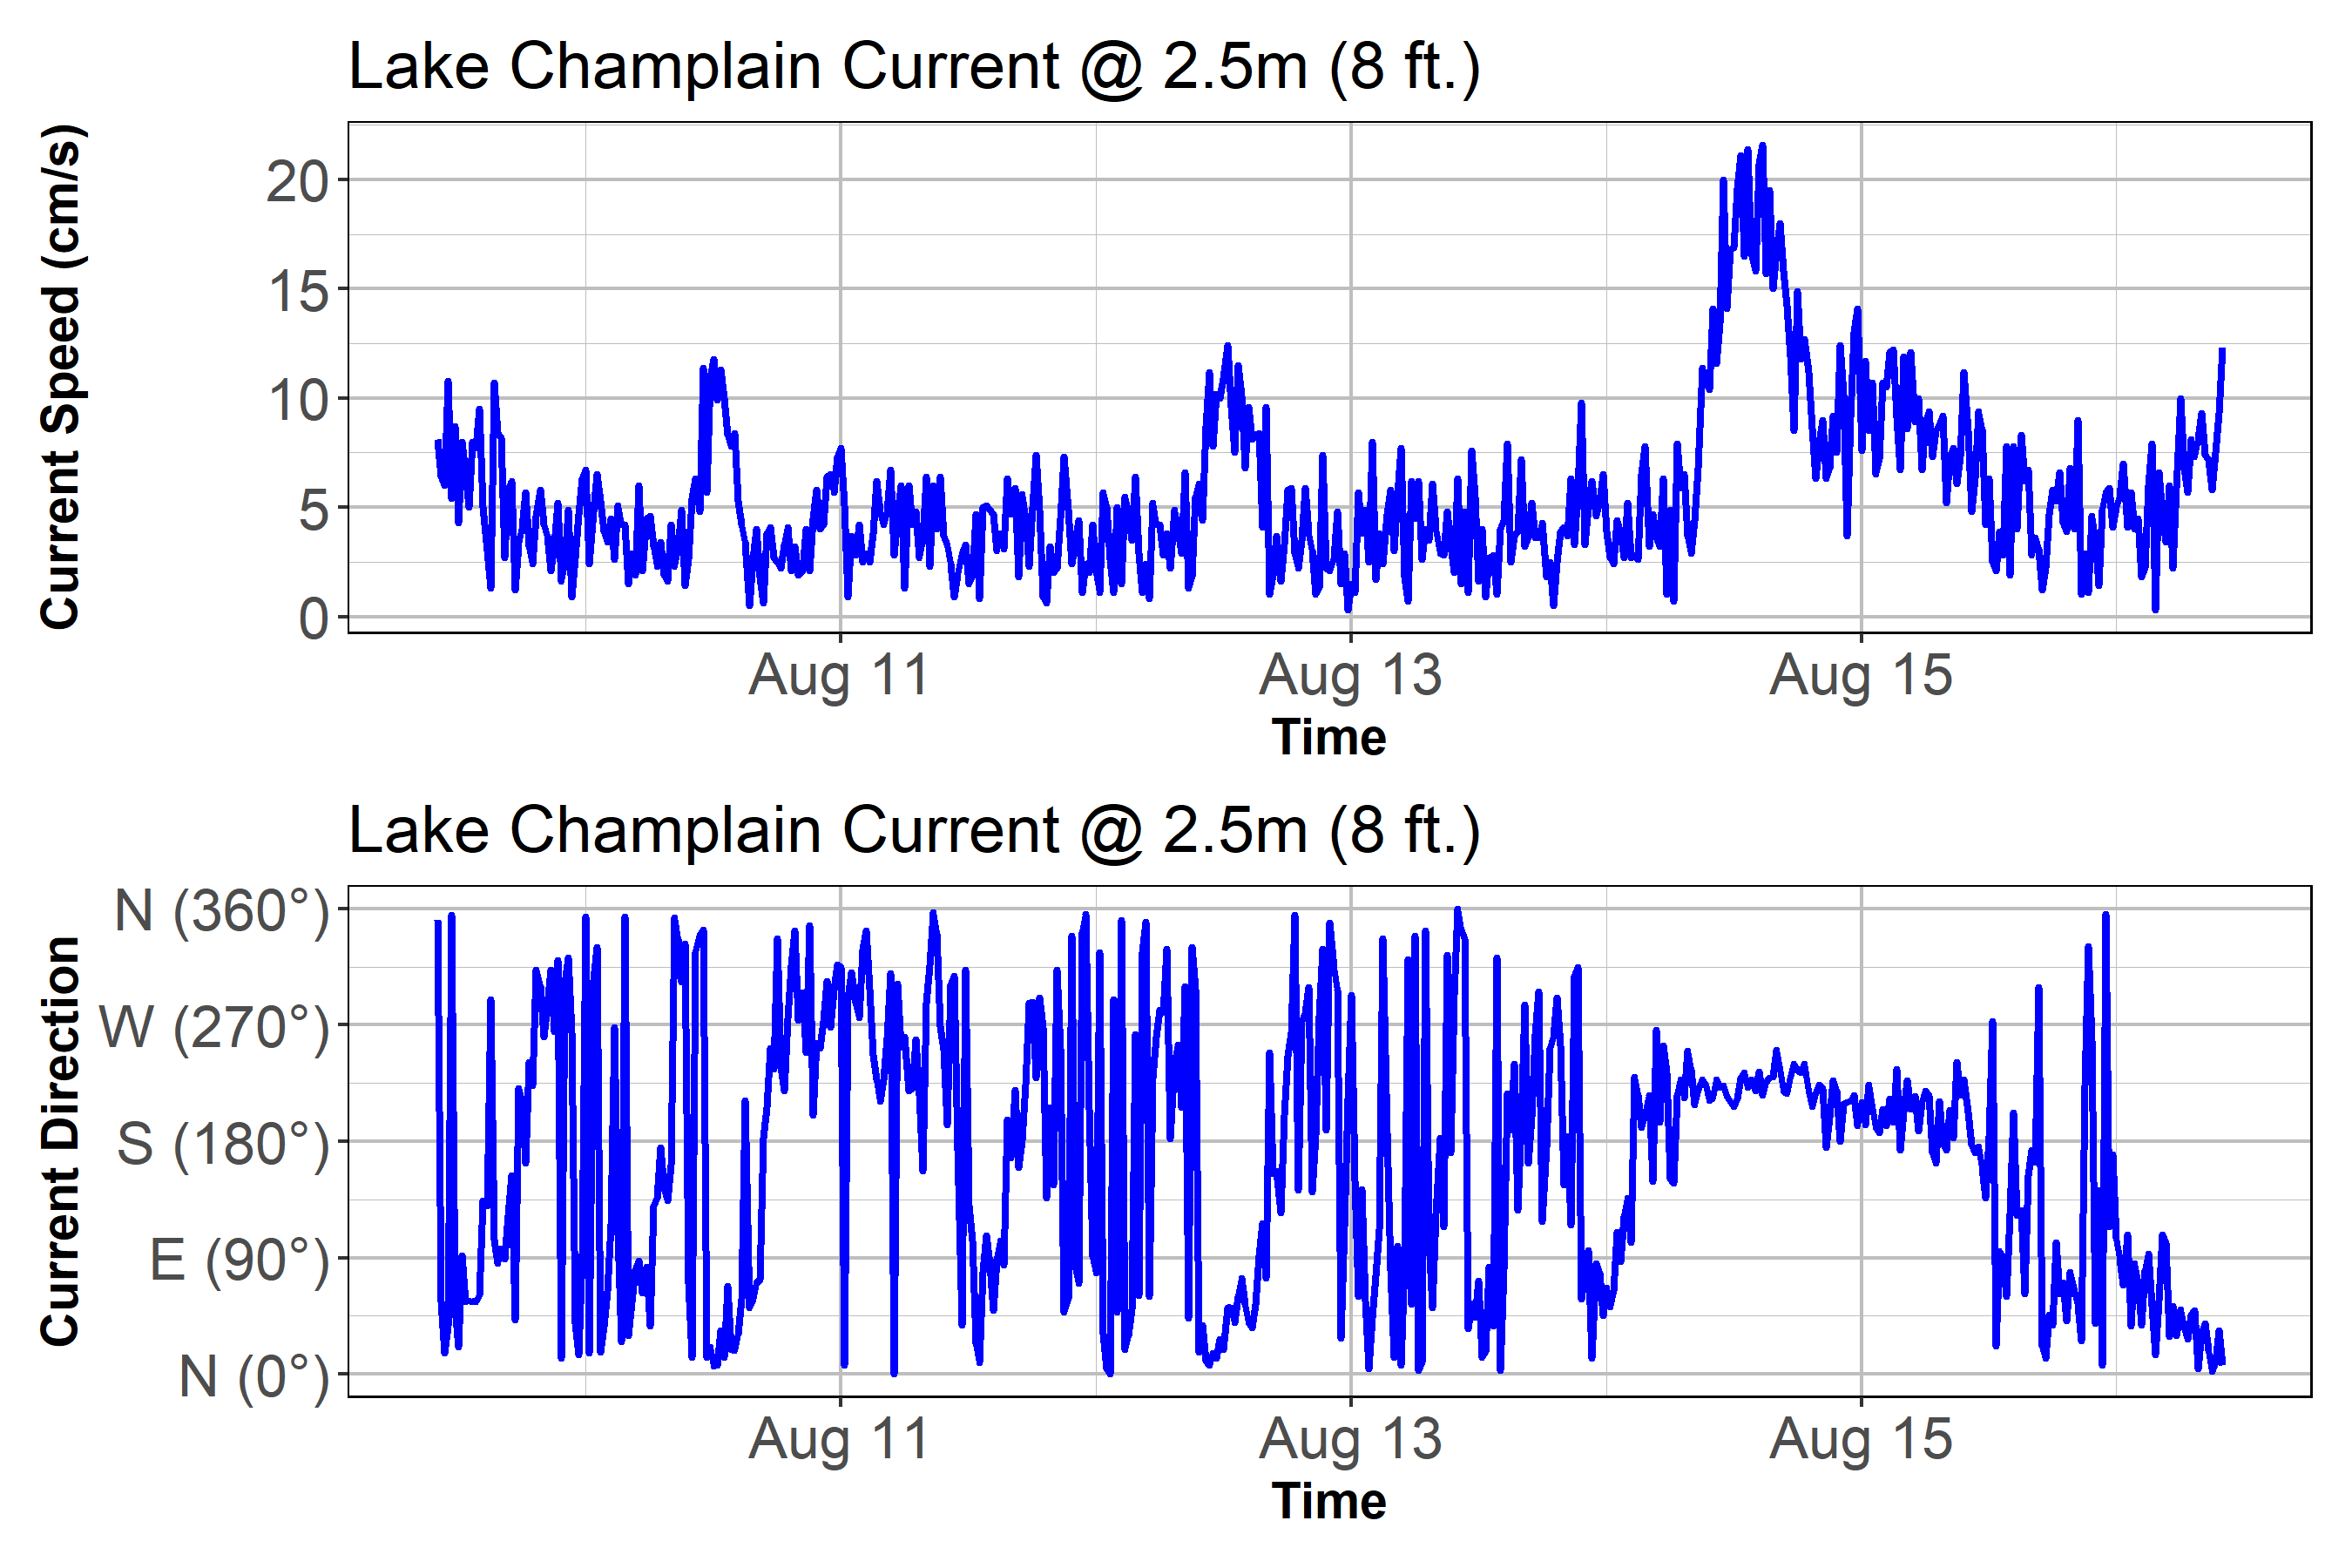 Lake Champlain Current @ 2.5m (8 ft.)
Current Speed (cm/s)
20
15
10
5
0
Aug 11 Aug 13 Aug 15
Time
Lake Champlain Current @ 2.5m (8 ft.)
Current Direction
N (360°)
W (270°)
S (180°)
E (90°)
N (0°)
Aug 11 Aug 13 Aug 15
Time